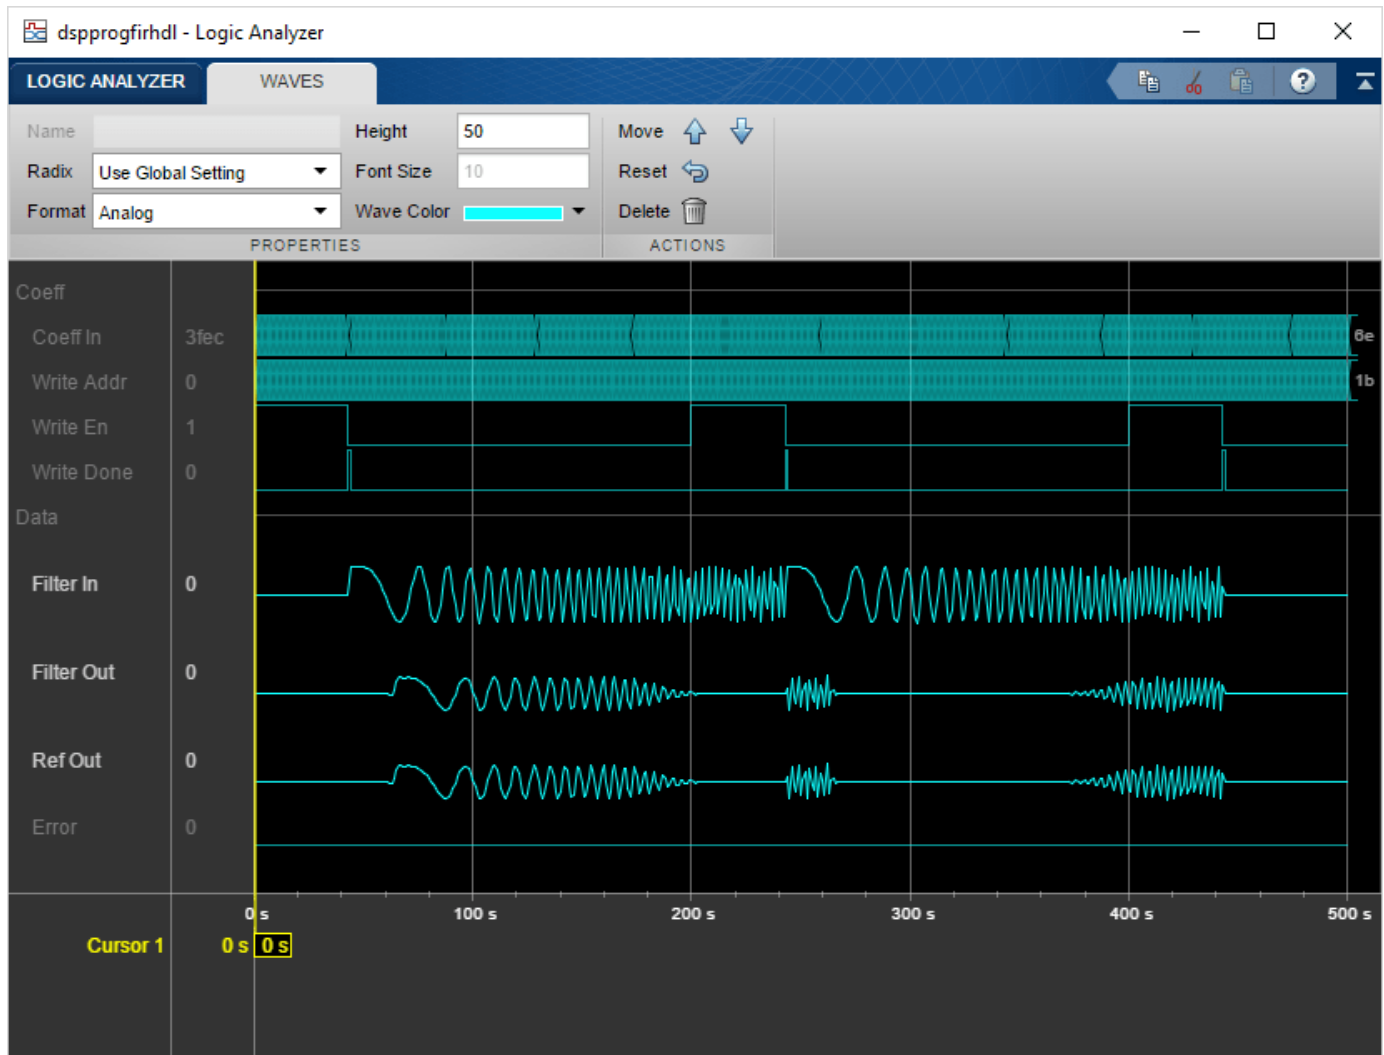 dspprogfirhdl - Logic Analyzer
LOGIC ANALYZER WAVES
Name Height 50 Move
Radix Use Global Setting Font Size 10 Reset
Format Analog Wave Color Delete
PROPERTIES ACTIONS
Coeff
Coeff In 3fec 6e
Write Addr 0 1b
Write En 1
Write Done 0
Data
Filter In 0
Filter Out 0
Ref Out 0
Error 0
0 s 100 s 200 s 300 s 400 s 500 s
Cursor 1 0 s 0 s